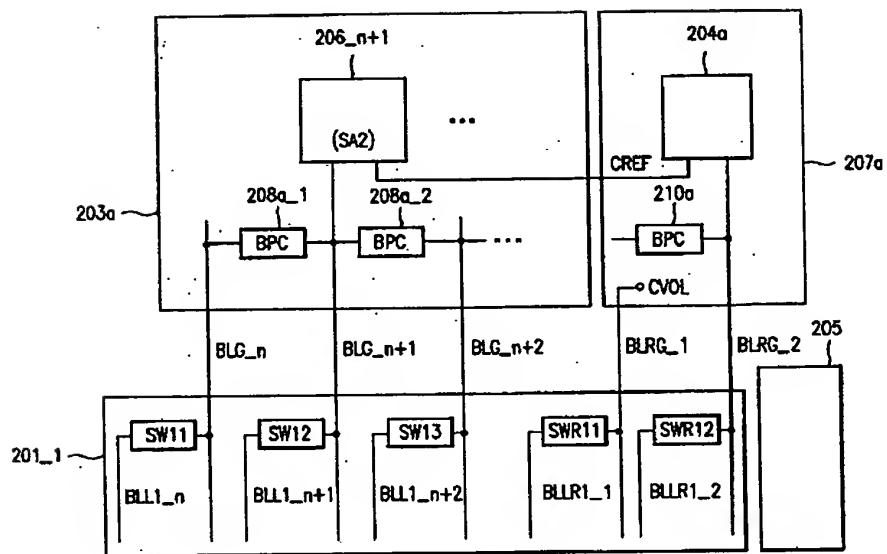 206_n+1
204a
(SA2)
...
CREF
207a
203a
208a_1
208a_2
210a
BPC
BPC
...
BPC
CVOL
BLG_n
BLG_n+1
BLG_n+2
BLRG_1
BLRG_2
205
201_1
SW11
SW12
SW13
SWR11
SWR12
BLL1_n
BLL1_n+1
BLL1_n+2
BLLR1_1
BLLR1_2